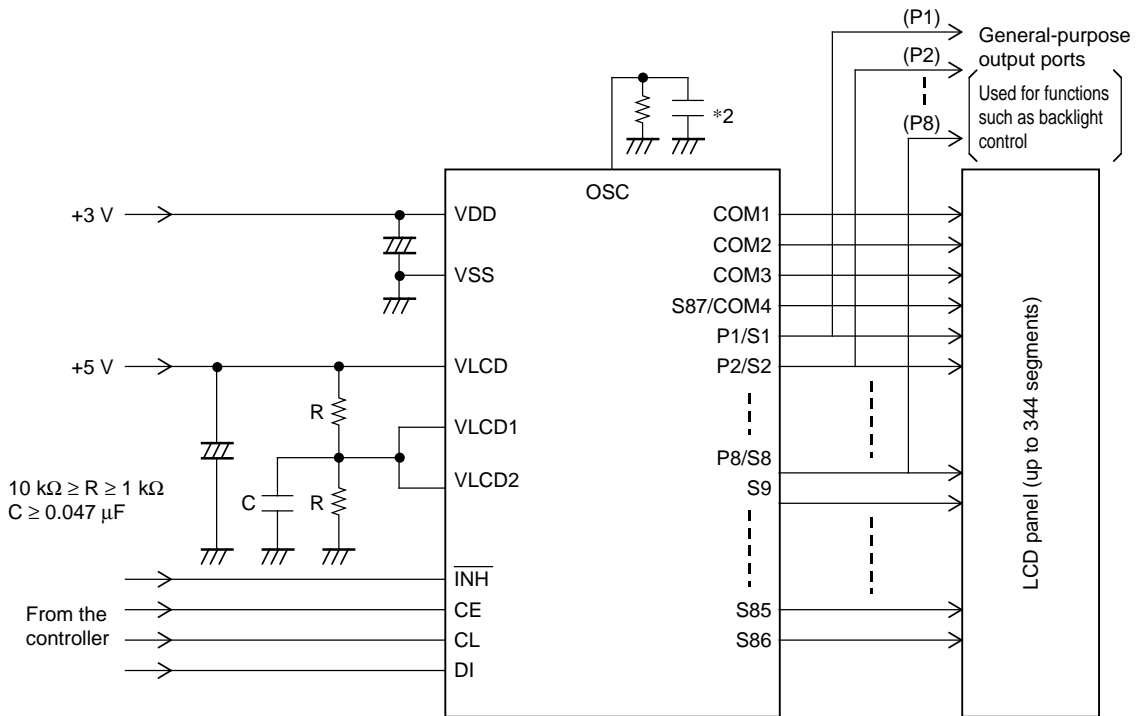 (P1)
General-purpose
output ports
(P2)
Used for functions
such as backlight
control
(P8)
*2
OSC
+3 V
VDD
VSS
+5 V
VLCD
R
VLCD1
VLCD2
C
R
10 kΩ ≥ R ≥ 1 kΩ
C ≥ 0.047 μF
INH
From the
controller
CE
CL
DI
COM1
COM2
COM3
S87/COM4
P1/S1
P2/S2
P8/S8
S9
S85
S86
LCD panel (up to 344 segments)